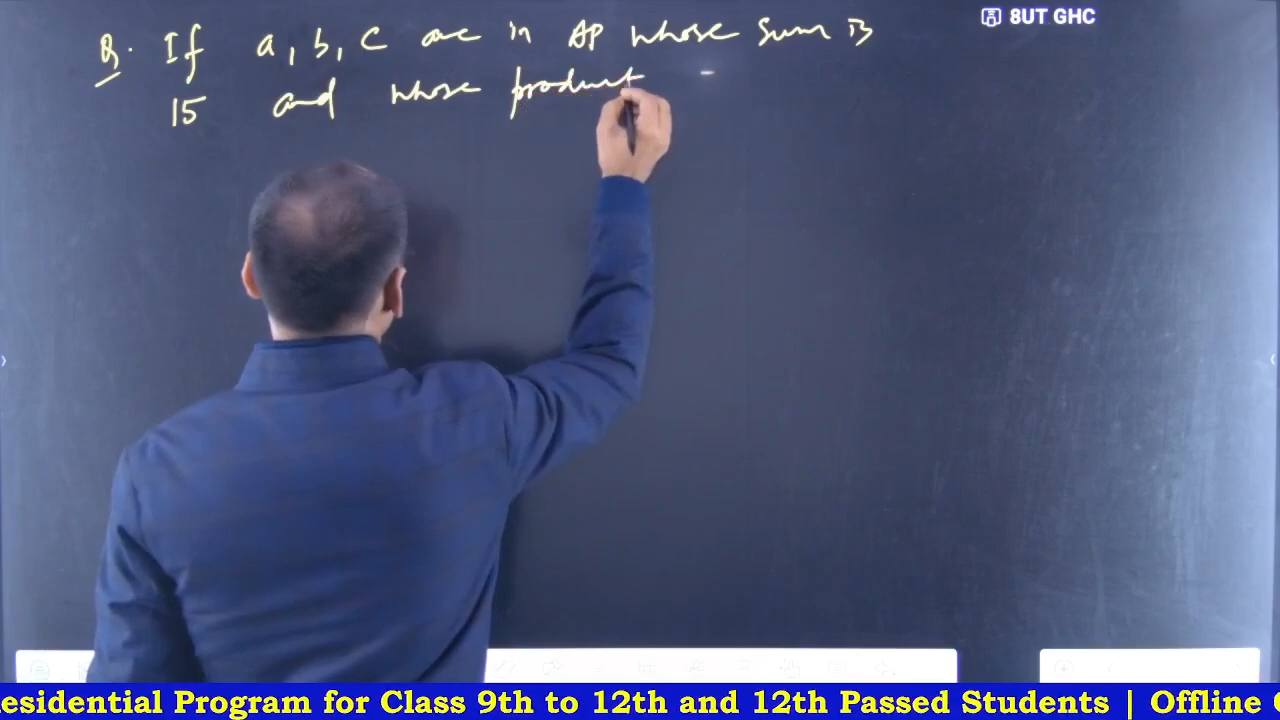 8UT GHC
Q. If a, b, c are in AP whose sum is
15 and whose product
esidential Program for Class 9th to 12th and 12th Passed Students | Offline